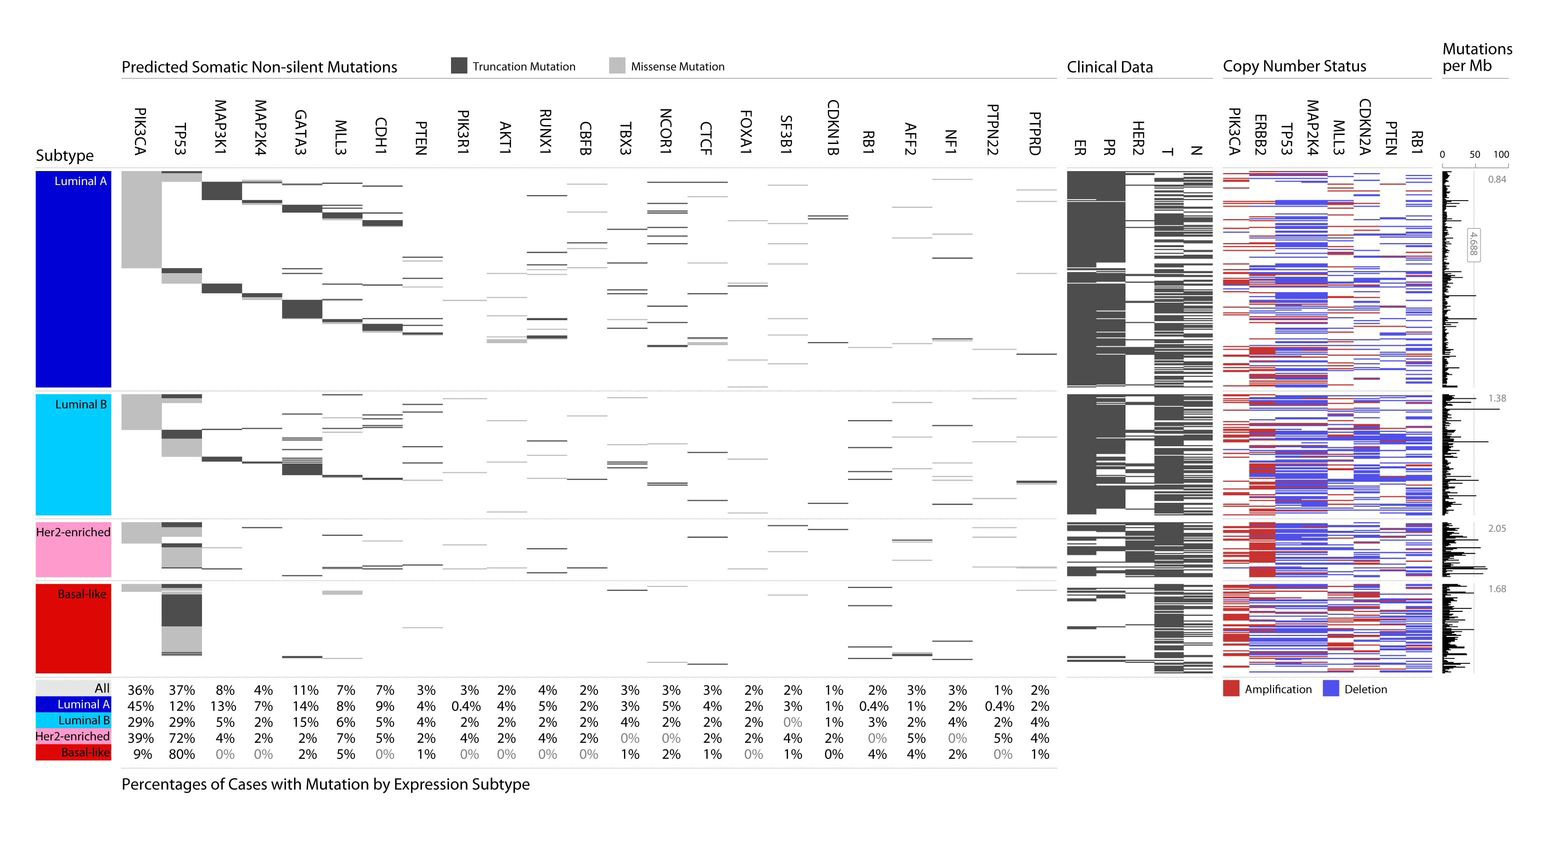 Predicted Somatic Non-silent Mutations Truncation Mutation Missense Mutation Clinical Data Copy Number Status Mutations
per Mb
PIK3CA TP53 MAP3K1 MAP2K4 GATA3 MLL3 CDH1 PTEN PIK3R1 AKT1 RUNX1 CBFB TBX3 NCOR1 CTCF FOXA1 SF3B1 CDKN1B RB1 AFF2 NF1 PTPN22 PTPRD ER PR HER2 T N PIK3CA ERBB2 TP53 MAP2K4 MLL3 CDKN2A PTEN RB1
Subtype 0 50 100
Luminal A 0.84
4.688
Luminal B 1.38
Her2-enriched 2.05
Basal-like 1.68
All 36% 37% 8% 4% 11% 7% 7% 3% 3% 2% 4% 2% 3% 3% 3% 2% 2% 1% 2% 3% 3% 1% 2% Amplification Deletion
Luminal A 45% 12% 13% 7% 14% 8% 9% 4% 0.4% 4% 5% 2% 3% 5% 4% 2% 3% 1% 0.4% 1% 2% 0.4% 2%
Luminal B 29% 29% 5% 2% 15% 6% 5% 4% 2% 2% 2% 2% 4% 2% 2% 2% 0% 1% 3% 2% 4% 2% 4%
Her2-enriched 39% 72% 4% 2% 2% 7% 5% 2% 4% 2% 4% 2% 0% 0% 2% 2% 4% 2% 0% 5% 0% 5% 4%
Basal-like 9% 80% 0% 0% 2% 5% 0% 1% 0% 0% 0% 0% 1% 2% 1% 0% 1% 0% 4% 4% 2% 0% 1%
Percentages of Cases with Mutation by Expression Subtype